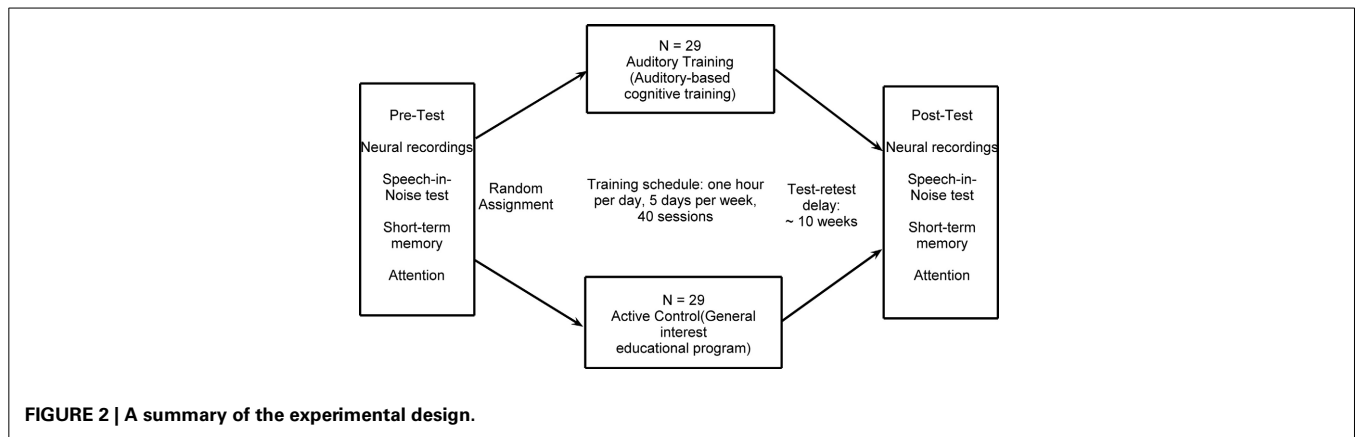 Pre-Test
Neural recordings
Speech-in-
Noise test
Short-term
memory
Attention
Random
Assignment
N = 29
Auditory Training
(Auditory-based
cognitive training)
Training schedule: one hour
per day, 5 days per week,
40 sessions
N = 29
Active Control(General
interest
educational program)
Test-retest
delay:
~ 10 weeks
Post-Test
Neural recordings
Speech-in-
Noise test
Short-term
memory
Attention
FIGURE 2 | A summary of the experimental design.